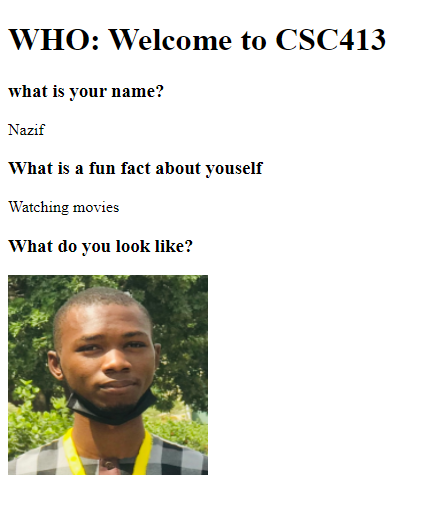 WHO: Welcome to CSC413
what is your name?
Nazif
What is a fun fact about youself
Watching movies
What do you look like?